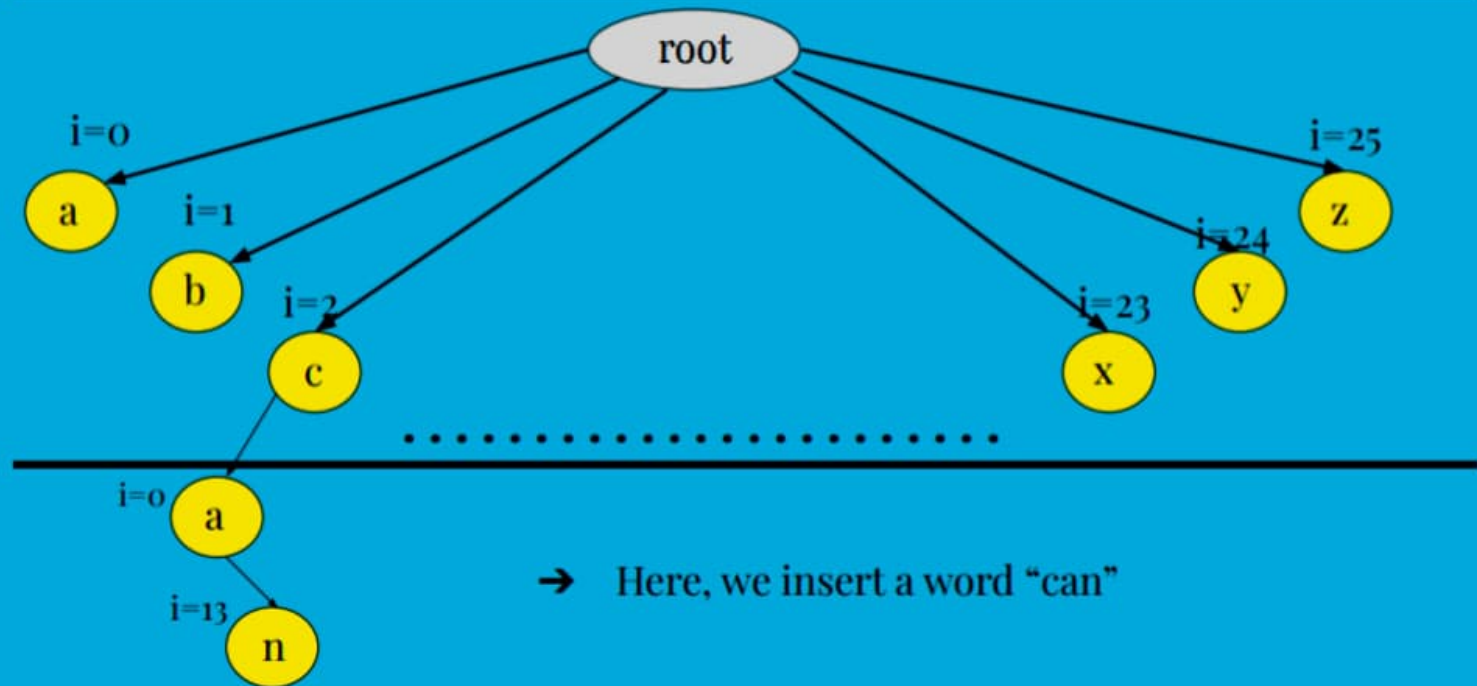 root
i=0
i=25
a
i=1
z
i=24
b
y
i=2
i=23
c
x
i=0
a
➔ Here, we insert a word “can”
i=13
n